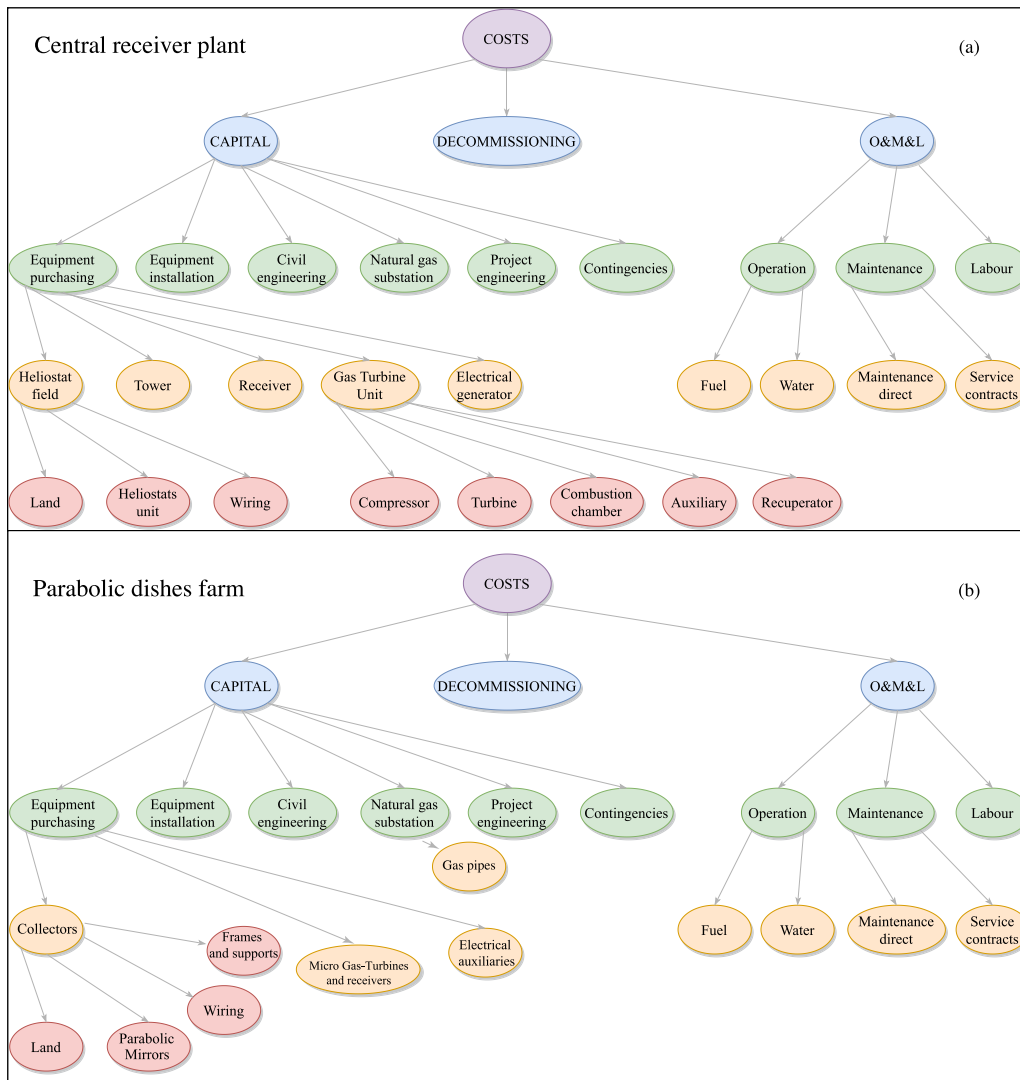 Central receiver plant
(a)
COSTS
CAPITAL
DECOMMISSIONING
O&M&L
Equipment
purchasing
Equipment
installation
Civil
engineering
Natural gas
substation
Project
engineering
Contingencies
Operation
Maintenance
Labour
Heliostat
field
Tower
Receiver
Gas Turbine
Unit
Electrical
generator
Fuel
Water
Maintenance
direct
Service
contracts
Land
Heliostats
unit
Wiring
Compressor
Turbine
Combustion
chamber
Auxiliary
Recuperator
Parabolic dishes farm
(b)
COSTS
CAPITAL
DECOMMISSIONING
O&M&L
Equipment
purchasing
Equipment
installation
Civil
engineering
Natural gas
substation
Project
engineering
Contingencies
Operation
Maintenance
Labour
Gas pipes
Collectors
Frames
and supports
Micro Gas-Turbines
and receivers
Electrical
auxiliaries
Fuel
Water
Maintenance
direct
Service
contracts
Wiring
Land
Parabolic
Mirrors